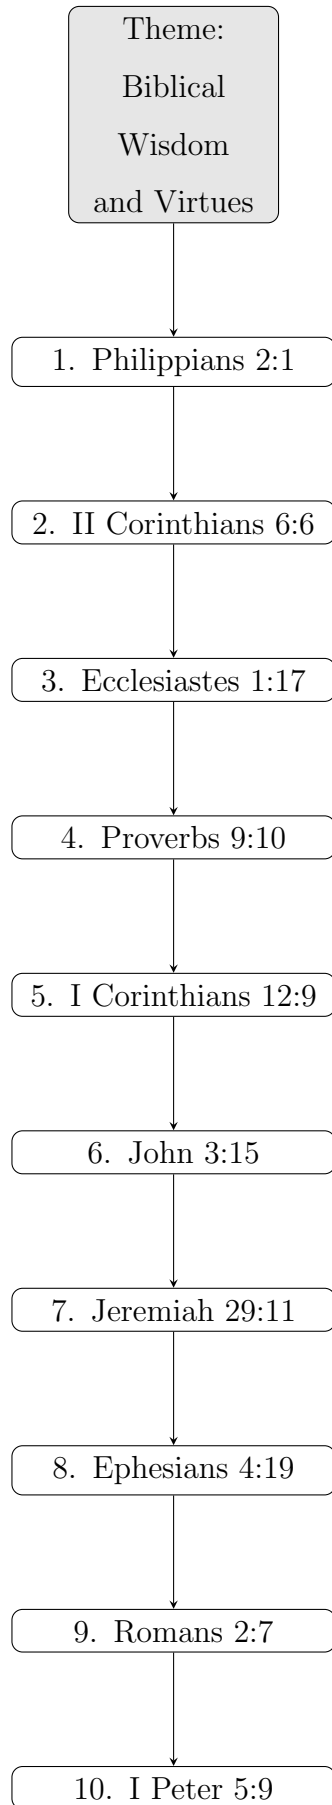 Theme:
Biblical
Wisdom
and Virtues
1. Philippians 2:1
2. II Corinthians 6:6
3. Ecclesiastes 1:17
4. Proverbs 9:10
5. I Corinthians 12:9
6. John 3:15
7. Jeremiah 29:11
8. Ephesians 4:19
9. Romans 2:7
10. I Peter 5:9